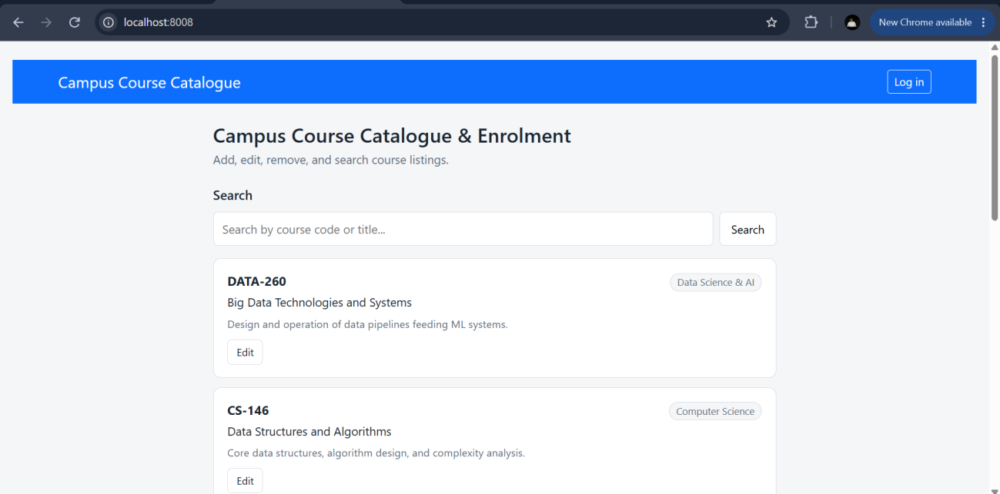 localhost:8008
New Chrome available
Campus Course Catalogue
Log in
Campus Course Catalogue & Enrolment
Add, edit, remove, and search course listings.
Search
Search by course code or title...
Search
DATA-260
Data Science & AI
Big Data Technologies and Systems
Design and operation of data pipelines feeding ML systems.
Edit
CS-146
Computer Science
Data Structures and Algorithms
Core data structures, algorithm design, and complexity analysis.
Edit